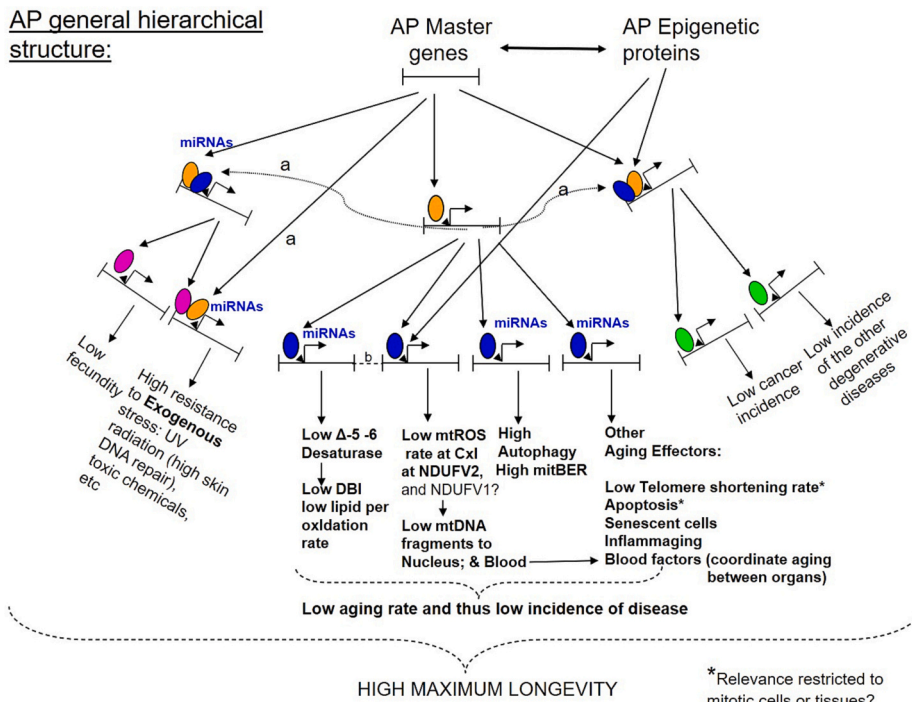 AP general hierarchical
structure:
AP Master
genes
AP Epigenetic
proteins
miRNAs
a
a
a
miRNAs
miRNAs
b
miRNAs
miRNAs
Low
fecundity
High resistance
to Exogenous
stress: UV
radiation (high skin
DNA repair),
toxic chemicals,
etc
Low Δ-5 -6
Desaturase
Low DBI
low lipid per
oxIdation
rate
Low mtROS
rate at CxI
at NDUFV2,
and NDUFV1?
Low mtDNA
fragments to
Nucleus; & Blood
High
Autophagy
High mitBER
Other
Aging Effectors:
Low Telomere shortening rate*
Apoptosis*
Senescent cells
Inflammaging
Blood factors (coordinate aging
between organs)
Low cancer
incidence
Low incidence
of the other
degenerative
diseases
Low aging rate and thus low incidence of disease
HIGH MAXIMUM LONGEVITY
*Relevance restricted to
mitotic cells or tissues?